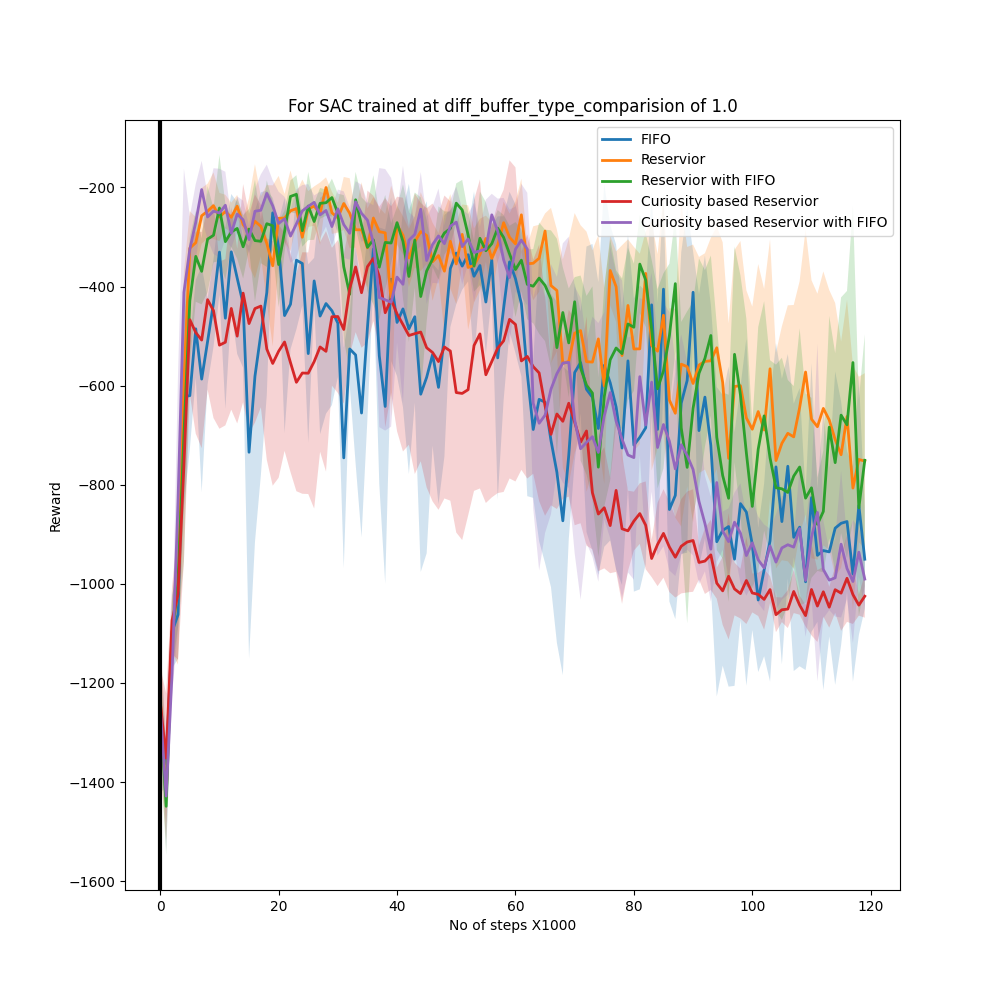 For SAC trained at diff_buffer_type_comparision of 1.0
FIFO
Reservior
Reservior with FIFO
Curiosity based Reservior
Curiosity based Reservior with FIFO
−200
−400
−600
−800
−1000
−1200
−1400
−1600
Reward
0 20 40 60 80 100 120
No of steps X1000